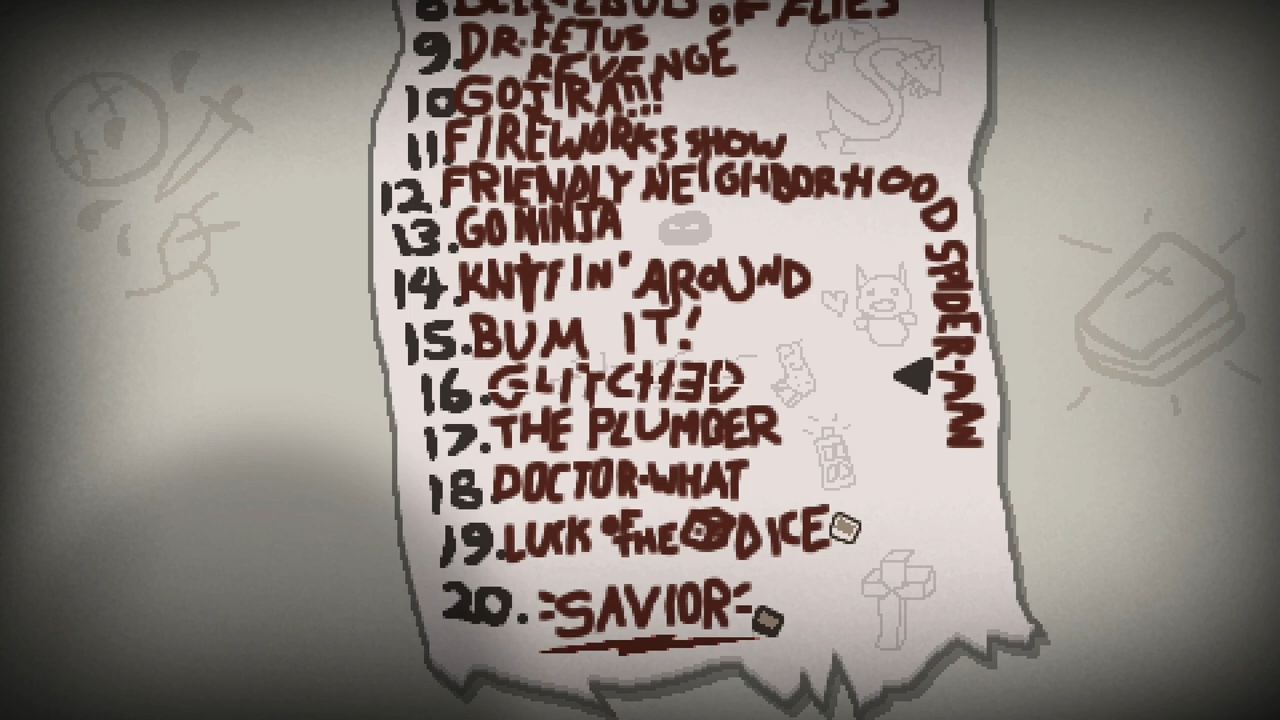 OF FLIES
9. DR. FETUS
REVENGE
10 GOJIRA!!!
11. FIREWORKS SHOW
12 FRIENDLY NEIGHBORHOOD SPIDER-MAN
13. GO NINJA
14. KNIFIN' AROUND
15. BUM IT!
16. GLITCHED
17. THE PLUMBER
18. DOCTOR-WHAT
19. LUCK OF THE DICE
20. SAVIOR